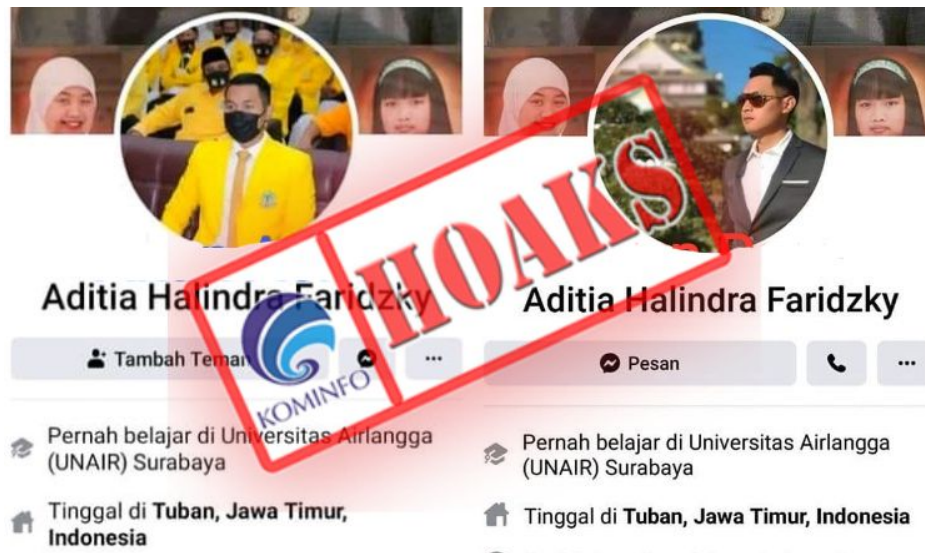 Aditia Halindra Faridzky
Tambah Teman
Pernah belajar di Universitas Airlangga
(UNAIR) Surabaya
Tinggal di Tuban, Jawa Timur,
Indonesia
KOMINFO
HOAKS
Aditia Halindra Faridzky
Pesan
Pernah belajar di Universitas Airlangga
(UNAIR) Surabaya
Tinggal di Tuban, Jawa Timur, Indonesia